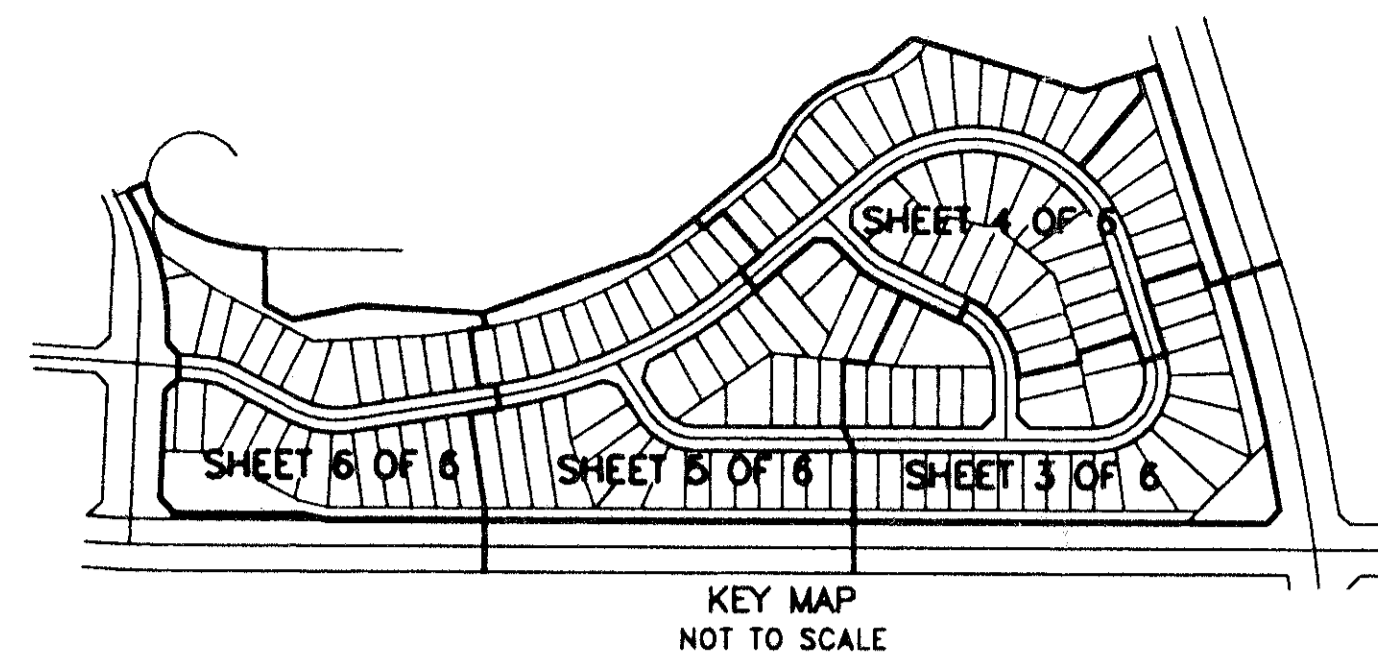 SHEET 4 OF 6
SHEET 6 OF 6
SHEET 5 OF 6
SHEET 3 OF 6
KEY MAP
NOT TO SCALE